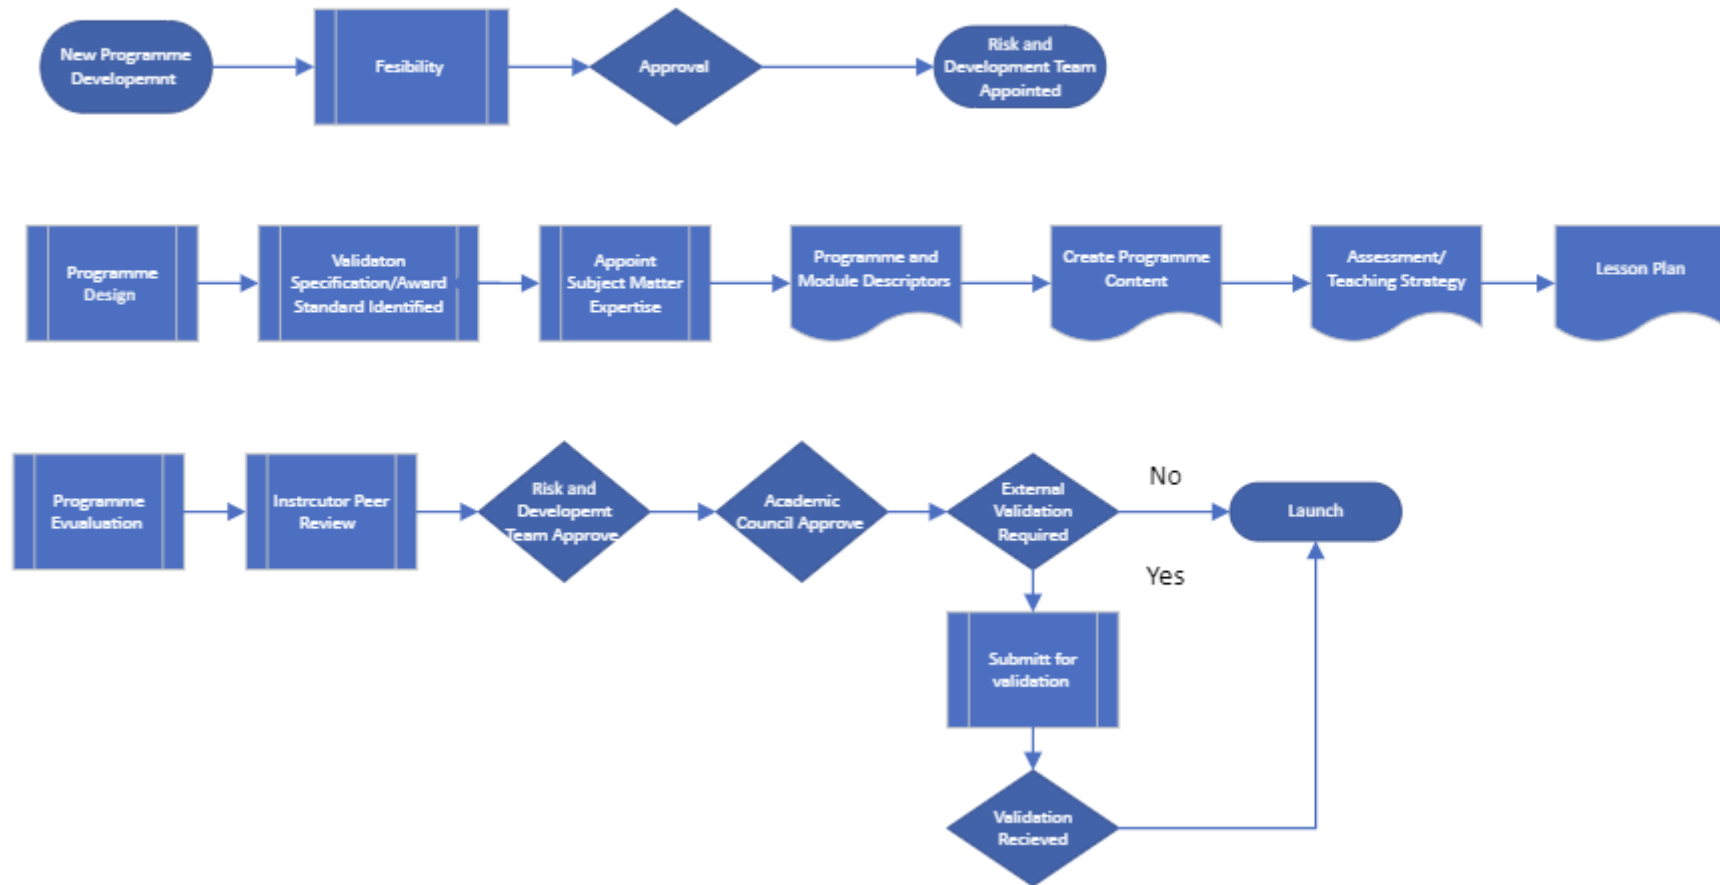 New Programme
Developemnt
Fesibility
Approval
Risk and
Development Team
Appointed
Programme
Design
Validaton
Specification/Award
Standard Identified
Appoint
Subject Matter
Expertise
Programme and
Module Descriptors
Create Programme
Content
Assessment/
Teaching Strategy
Lesson Plan
Programme
Evualuation
Instrcutor Peer
Review
Risk and
Developemt
Team Approve
Academic
Council Approve
External
Validation
Required
No
Launch
Yes
Submitt for
validation
Validation
Recieved